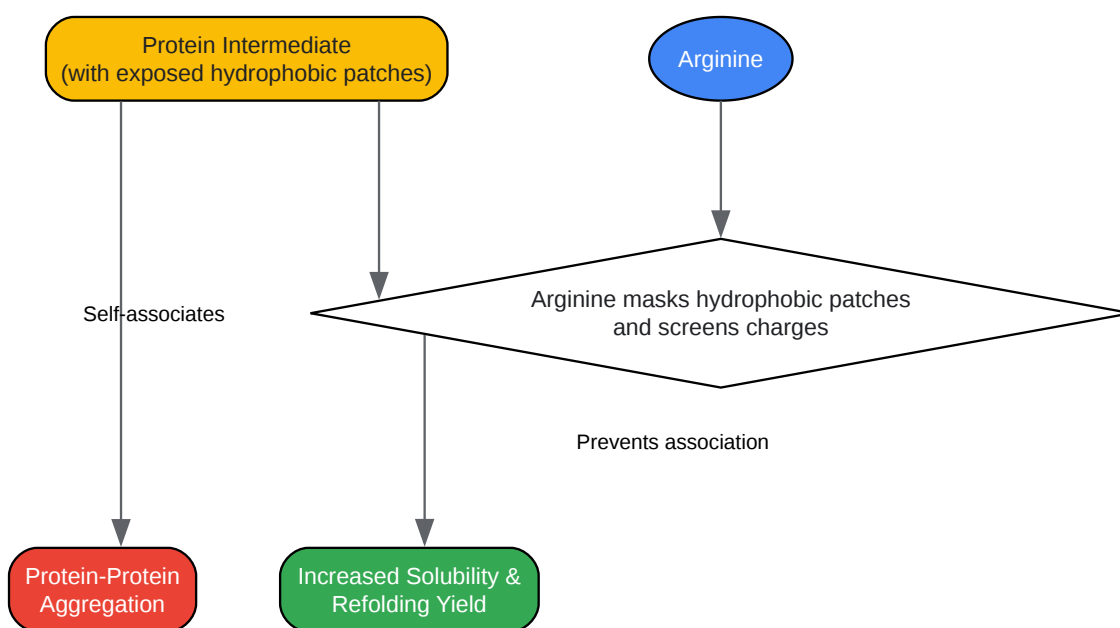 Protein Intermediate
(with exposed hydrophobic patches)
Arginine
Arginine masks hydrophobic patches
and screens charges
Self-associates
Prevents association
Protein-Protein
Aggregation
Increased Solubility &
Refolding Yield